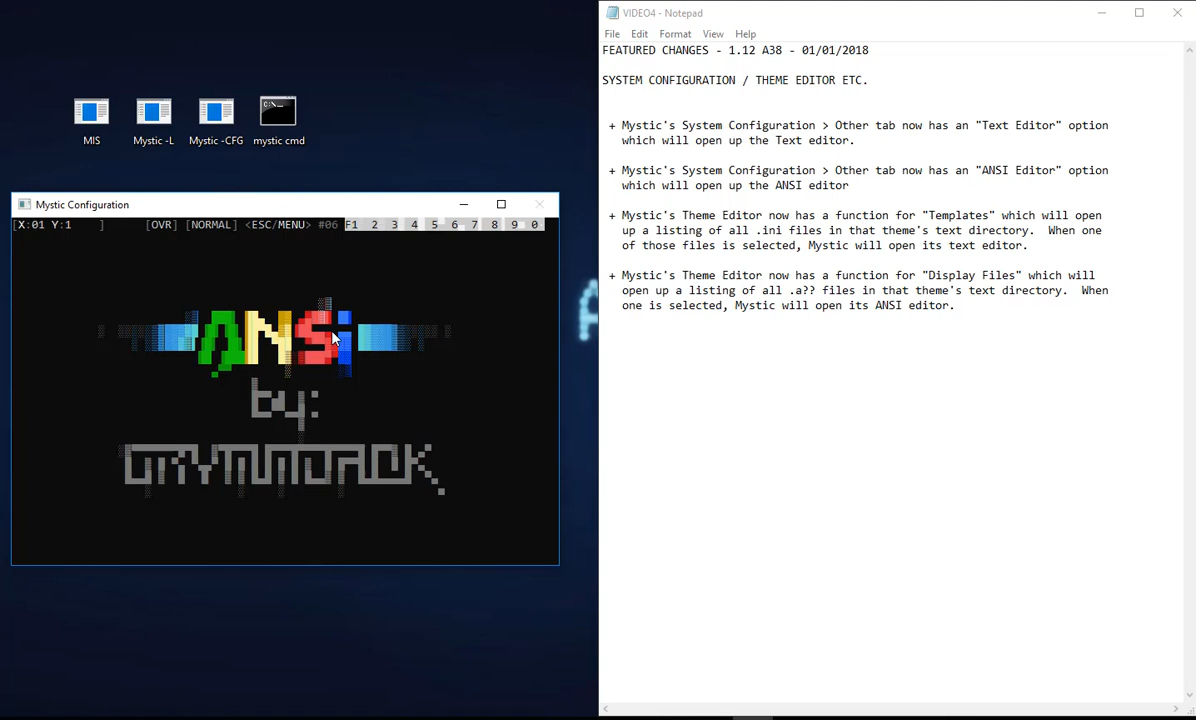 MIS
Mystic -L
Mystic -CFG
mystic cmd
Mystic Configuration
[X:01 Y:1 ] [OVR] [NORMAL] <ESC/MENU> #06 F1 2 3 4 5 6 7 8 9 0
ANSi
by:
VIDEO4 - Notepad
File Edit Format View Help
FEATURED CHANGES - 1.12 A38 - 01/01/2018
SYSTEM CONFIGURATION / THEME EDITOR ETC.
+ Mystic's System Configuration > Other tab now has an "Text Editor" option
which will open up the Text editor.
+ Mystic's System Configuration > Other tab now has an "ANSI Editor" option
which will open up the ANSI editor
+ Mystic's Theme Editor now has a function for "Templates" which will open
up a listing of all .ini files in that theme's text directory. When one
of those files is selected, Mystic will open its text editor.
+ Mystic's Theme Editor now has a function for "Display Files" which will
open up a listing of all .a?? files in that theme's text directory. When
one is selected, Mystic will open its ANSI editor.